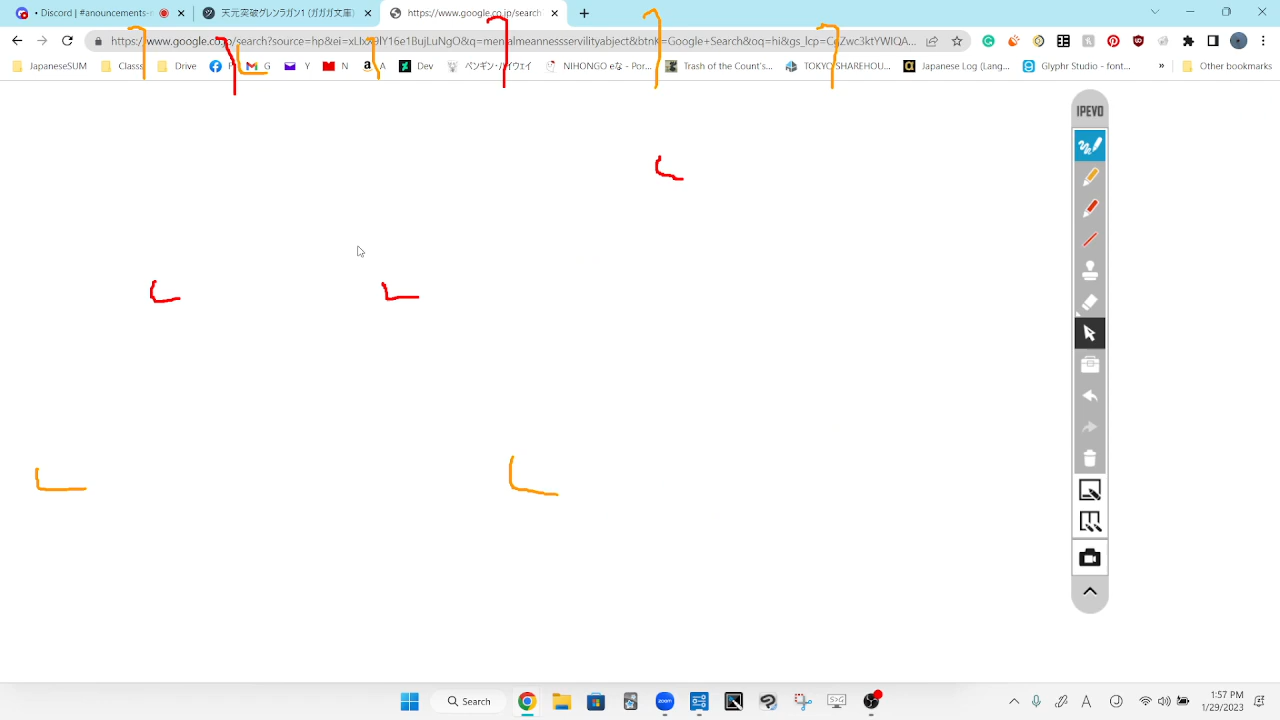 • Discord | #anouncements-r
天元突破グレンラガン1 (ガガガ文庫)
https://www.google.co.jp/search
www.google.co.jp/search?source=hp&ei=
Y16e1BujLuNgO&q=mentalmeannessservilityabject&btnK=Google+Search&oq=hi&gs_lcp=CgZwc3ktYWIQA...
JapaneseSUM
Classs
Drive
G
Y
N
A
Dev
ペンギン・ハイウェイ
NIHONGO eな - Por...
Trash of the Count's...
TOKYO SHAREHOU...
Japanese Log (Lang...
Glyphr Studio - font...
»
Other bookmarks
IPEVO
Search
zoom
A
1:57 PM
1/29/2023